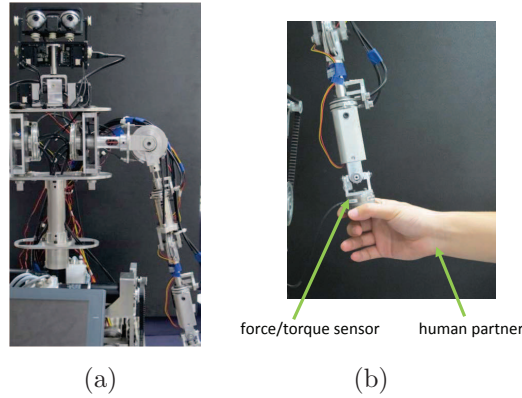 force/torque sensor
human partner
(a)
(b)